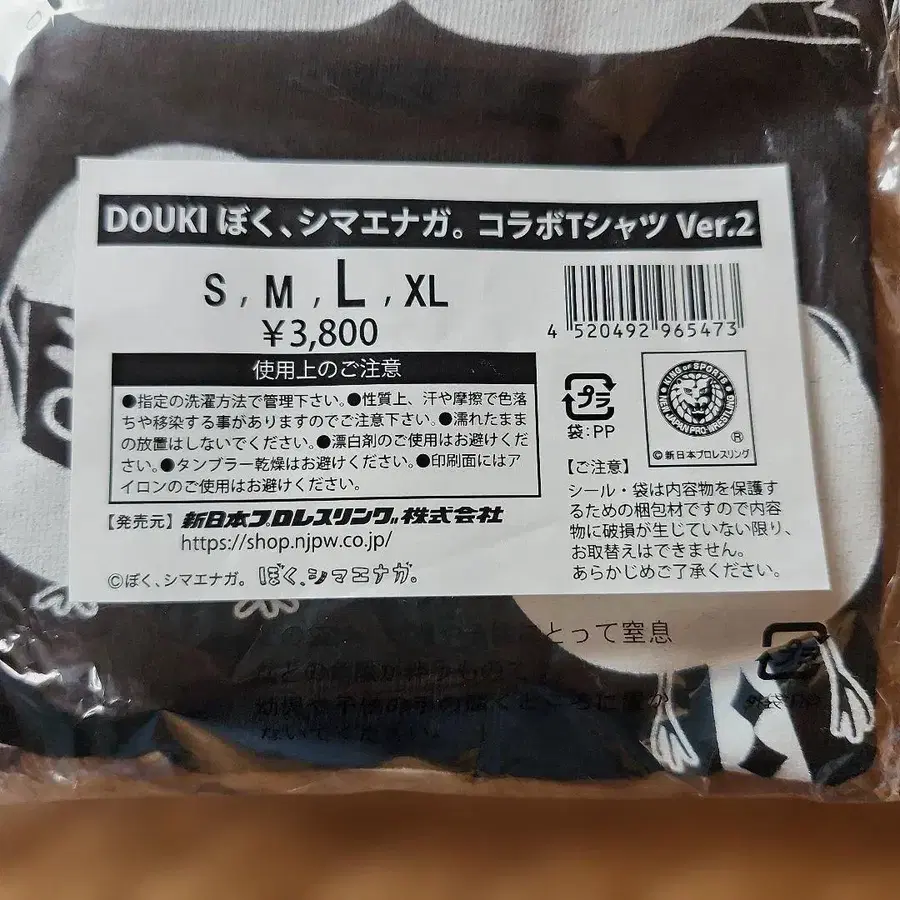 DOUKI ぼく、シマエナガ。コラボTシャツ Ver.2
S , M , L , XL
¥3,800
4 520492 965473
使用上のご注意
●指定の洗濯方法で管理下さい。●性質上、汗や摩擦で色落
ちや移染する事がありますのでご注意下さい。●濡れたまま
の放置はしないでください。●漂白剤のご使用はお避けくだ
さい。●タンブラー乾燥はお避けください。●印刷面にはア
イロンのご使用はお避けください。
プラ
袋:PP
KING OF SPORTS
NEW JAPAN PRO-WRESTLING
®
©新日本プロレスリング
【発売元】新日本プロレスリング株式会社
https://shop.njpw.co.jp/
©ぼく、シマエナガ。 ぼく、シマエナガ。
【ご注意】
シール・袋は内容物を保護す
るための梱包材ですので内容
物に破損が生じていない限り、
お取替えはできません。
あらかじめご了承ください。
とって窒息
プラ